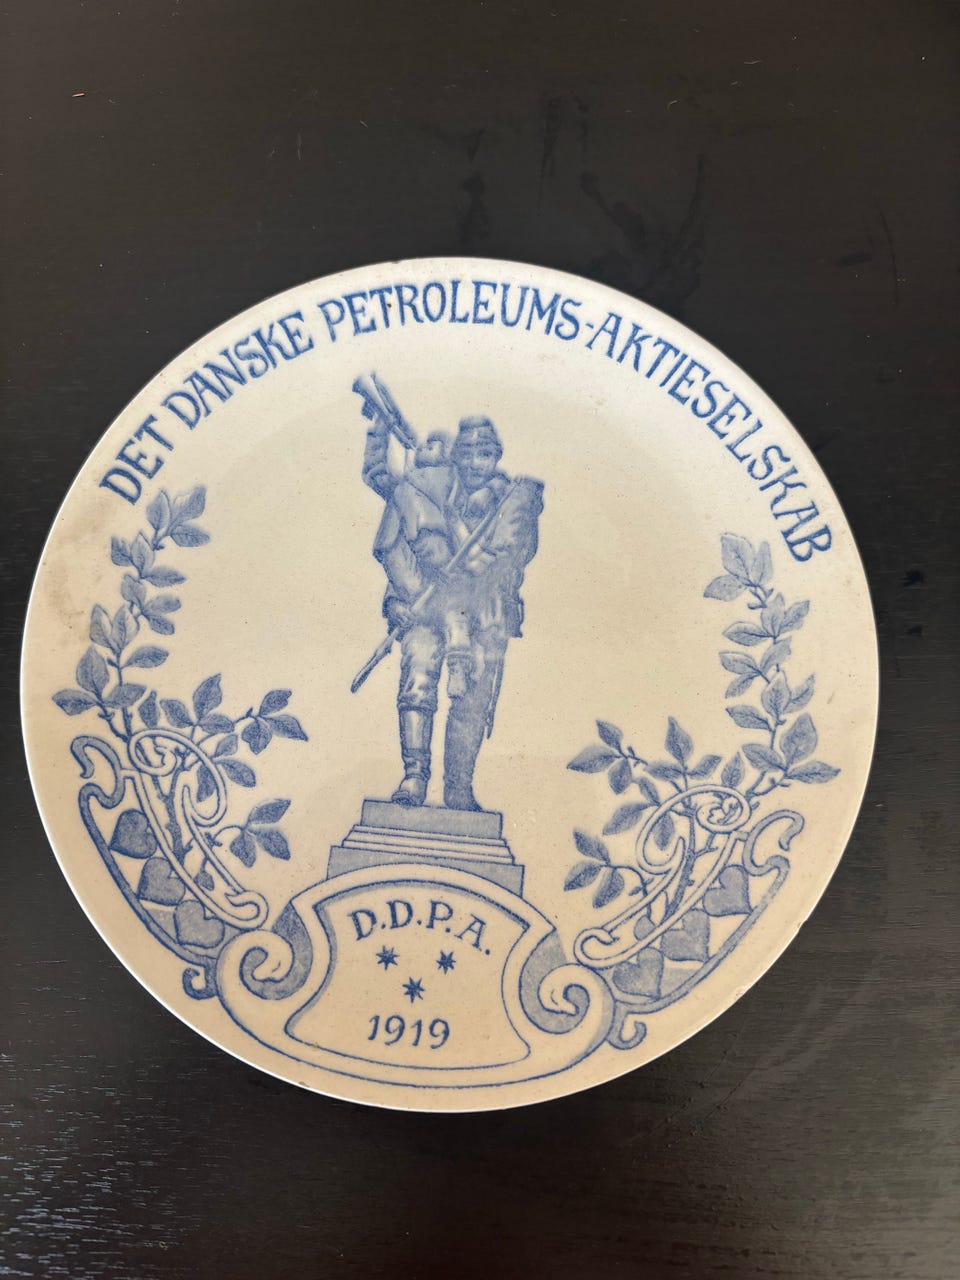 DET DANSKE PETROLEUMS-AKTIESELSKAB
D.D.P.A.
1919